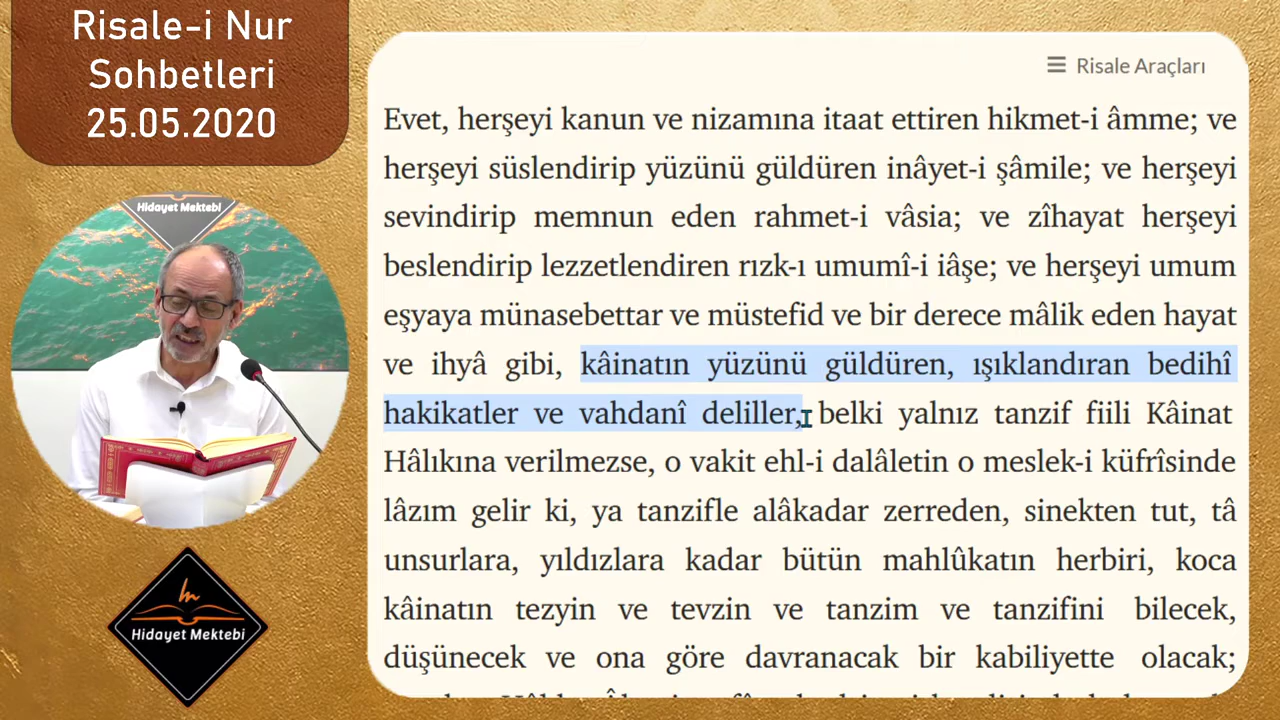 Risale-i Nur
Sohbetleri
25.05.2020
Hidayet Mektebi
Hidayet Mektebi
Risale Araçları
Evet, herşeyi kanun ve nizamına itaat ettiren hikmet-i âmme; ve
herşeyi süslendirip yüzünü güldüren inâyet-i şâmile; ve herşeyi
sevindirip memnun eden rahmet-i vâsia; ve zîhayat herşeyi
beslendirip lezzetlendiren rızk-ı umumî-i iâşe; ve herşeyi umum
eşyaya münasebettar ve müstefid ve bir derece mâlik eden hayat
ve ihyâ gibi, kâinatın yüzünü güldüren, ışıklandıran bedihî
hakikatler ve vahdanî deliller, belki yalnız tanzif fiili Kâinat
Hâlıkına verilmezse, o vakit ehl-i dalâletin o meslek-i küfrîsinde
lâzım gelir ki, ya tanzifle alâkadar zerreden, sinekten tut, tâ
unsurlara, yıldızlara kadar bütün mahlûkatın herbiri, koca
kâinatın tezyin ve tevzin ve tanzim ve tanzifini bilecek,
düşünecek ve ona göre davranacak bir kabiliyette olacak;